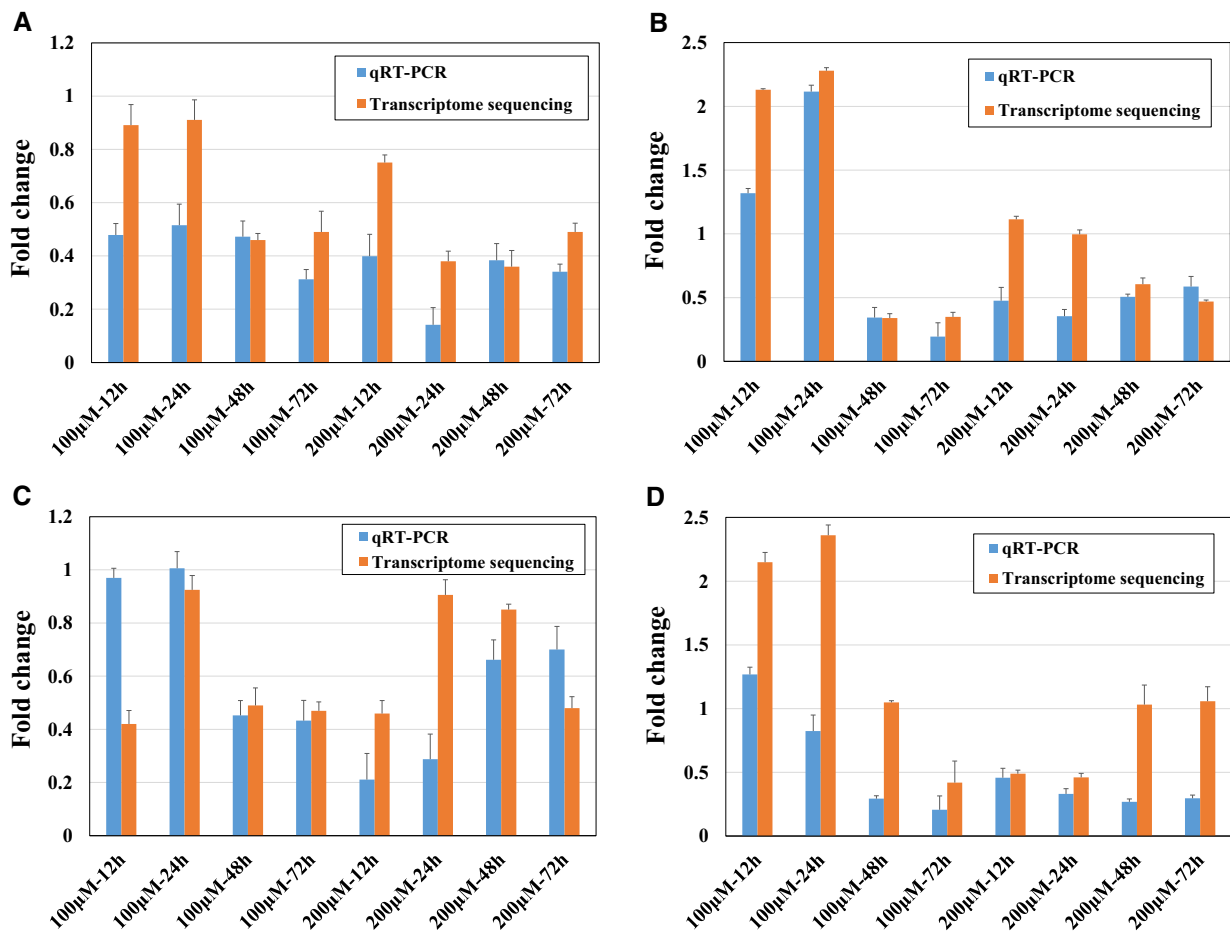 A
Fold change
1.2
1
0.8
0.6
0.4
0.2
0
qRT-PCR
Transcriptome sequencing
100μM-12h
100μM-24h
100μM-48h
100μM-72h
200μM-12h
200μM-24h
200μM-48h
200μM-72h
B
Fold change
2.5
2
1.5
1
0.5
0
qRT-PCR
Transcriptome sequencing
100μM-12h
100μM-24h
100μM-48h
100μM-72h
200μM-12h
200μM-24h
200μM-48h
200μM-72h
C
Fold change
1.2
1
0.8
0.6
0.4
0.2
0
qRT-PCR
Transcriptome sequencing
100μM-12h
100μM-24h
100μM-48h
100μM-72h
200μM-12h
200μM-24h
200μM-48h
200μM-72h
D
Fold change
2.5
2
1.5
1
0.5
0
qRT-PCR
Transcriptome sequencing
100μM-12h
100μM-24h
100μM-48h
100μM-72h
200μM-12h
200μM-24h
200μM-48h
200μM-72h